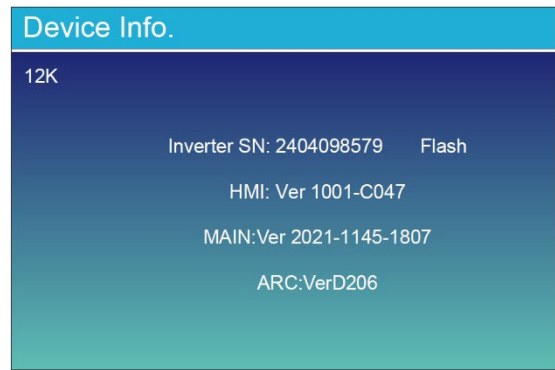 Device Info.
12K
Inverter SN: 2404098579 Flash
HMI: Ver 1001-C047
MAIN:Ver 2021-1145-1807
ARC:VerD206